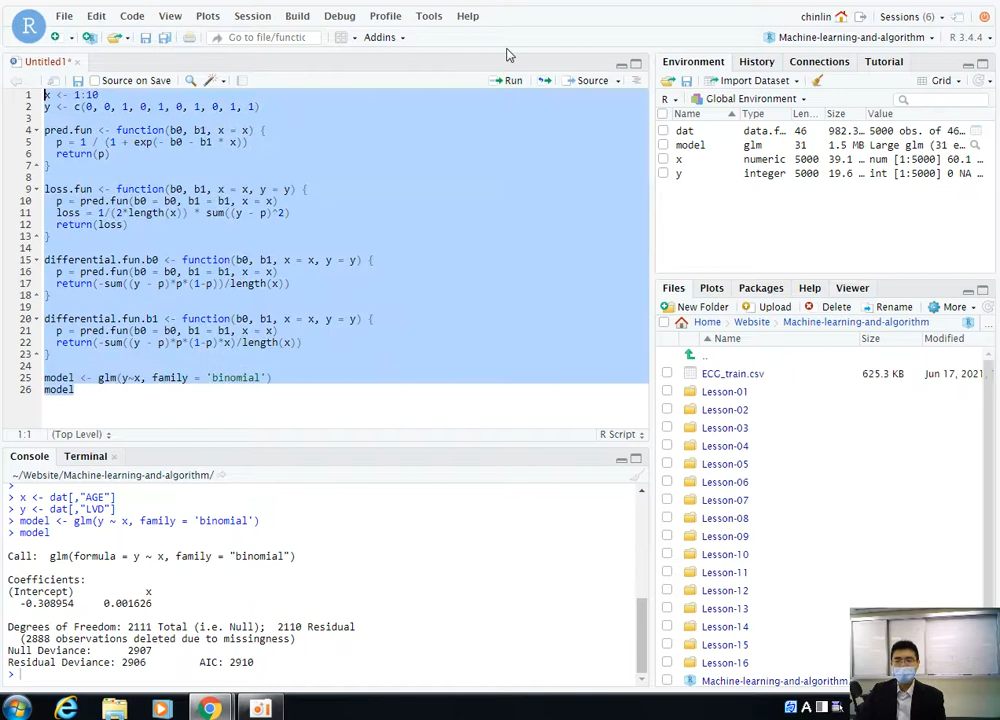 File Edit Code View Plots Session Build Debug Profile Tools Help
chinlin Sessions (6)
R
Go to file/functic Addins
Machine-learning-and-algorithm R 3.4.4
Untitled1*
Source on Save Run Source
1 x <- 1:10
2 y <- c(0, 0, 1, 0, 1, 0, 1, 0, 1, 1)
3
4 pred.fun <- function(b0, b1, x = x) {
5 p = 1 / (1 + exp(- b0 - b1 * x))
6 return(p)
7 }
8
9 loss.fun <- function(b0, b1, x = x, y = y) {
10 p = pred.fun(b0 = b0, b1 = b1, x = x)
11 loss = 1/(2*length(x)) * sum((y - p)^2)
12 return(loss)
13 }
14
15 differential.fun.b0 <- function(b0, b1, x = x, y = y) {
16 p = pred.fun(b0 = b0, b1 = b1, x = x)
17 return(-sum((y - p)*p*(1-p))/length(x))
18 }
19
20 differential.fun.b1 <- function(b0, b1, x = x, y = y) {
21 p = pred.fun(b0 = b0, b1 = b1, x = x)
22 return(-sum((y - p)*p*(1-p)*x)/length(x))
23 }
24
25 model <- glm(y~x, family = 'binomial')
26 model
1:1 (Top Level) R Script
Console Terminal
~/Website/Machine-learning-and-algorithm/
>
> x <- dat[,"AGE"]
> y <- dat[,"LVD"]
> model <- glm(y ~ x, family = 'binomial')
> model
Call: glm(formula = y ~ x, family = "binomial")
Coefficients:
(Intercept) x
-0.308954 0.001626
Degrees of Freedom: 2111 Total (i.e. Null); 2110 Residual
(2888 observations deleted due to missingness)
Null Deviance: 2907
Residual Deviance: 2906 AIC: 2910
>
Environment History Connections Tutorial
Import Dataset Grid
R Global Environment
Name Type Len... Size Value
dat data.f... 46 982.3... 5000 obs. of 46...
model glm 31 1.5 MB Large glm (31 e...
x numeric 5000 39.1 ... num [1:5000] 60.1 ...
y integer 5000 19.6 ... int [1:5000] 0 NA ...
Files Plots Packages Help Viewer
New Folder Upload Delete Rename More
Home Website Machine-learning-and-algorithm R ...
Name Size Modified
..
ECG_train.csv 625.3 KB Jun 17, 2021,
Lesson-01
Lesson-02
Lesson-03
Lesson-04
Lesson-05
Lesson-06
Lesson-07
Lesson-08
Lesson-09
Lesson-10
Lesson-11
Lesson-12
Lesson-13
Lesson-14
Lesson-15
Lesson-16
Machine-learning-and-algorithm
A